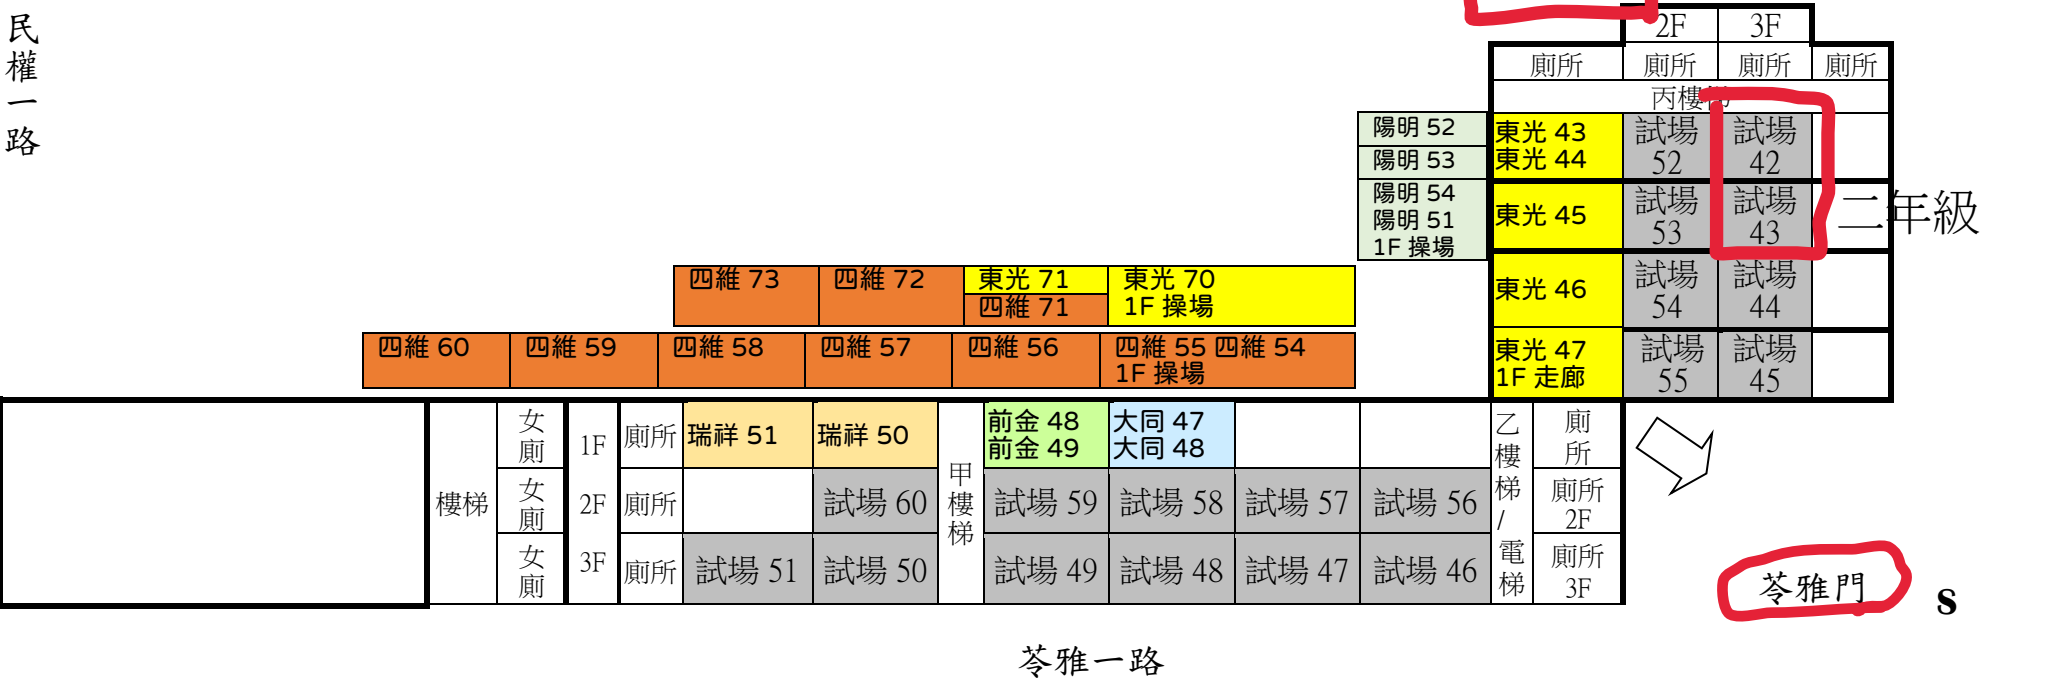 民權一路
2F 3F
廁所 廁所 廁所 廁所
丙樓
陽明 52
陽明 53
陽明 54
陽明 51
1F 操場
東光 43
東光 44
東光 45
東光 46
東光 47
1F 走廊
試場 52
試場 42
試場 53
試場 43
試場 54
試場 44
試場 55
試場 45
二年級
四維 73
四維 72
東光 71
四維 71
東光 70
1F 操場
四維 60
四維 59
四維 58
四維 57
四維 56
四維 55 四維 54
1F 操場
樓梯
女廁
女廁
女廁
1F
2F
3F
廁所
瑞祥 51
瑞祥 50
甲樓梯
前金 48
前金 49
大同 47
大同 48
乙樓梯/電梯
廁所
廁所
試場 60
試場 59
試場 58
試場 57
試場 56
廁所
2F
廁所
試場 51
試場 50
試場 49
試場 48
試場 47
試場 46
廁所
3F
苓雅門
S
苓雅一路